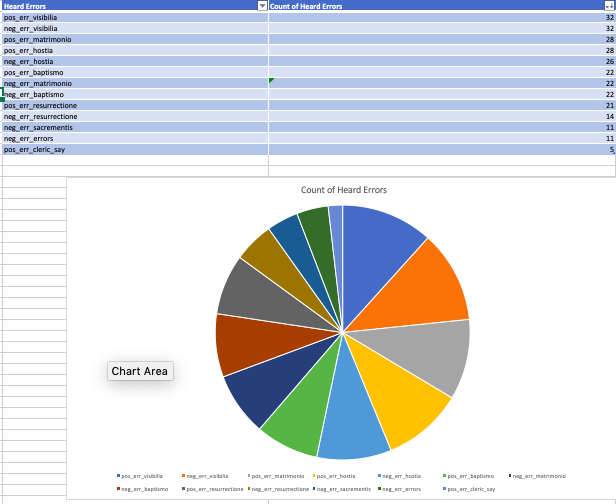 Heard Errors Count of Heard Errors
pos_err_visibilia 32
neg_err_visibilia 32
pos_err_matrimonio 28
pos_err_hostia 28
neg_err_hostia 26
pos_err_baptismo 22
neg_err_matrimonio 22
neg_err_baptismo 22
pos_err_resurrectione 21
neg_err_resurrectione 14
neg_err_sacrementis 11
neg_err_errors 11
pos_err_cleric_say 5
Count of Heard Errors
Chart Area
pos_err_visibilia neg_err_visibilia pos_err_matrimonio pos_err_hostia neg_err_hostia pos_err_baptismo neg_err_matrimonio
neg_err_baptismo pos_err_resurrectione neg_err_resurrectione neg_err_sacrementis neg_err_errors pos_err_cleric_say